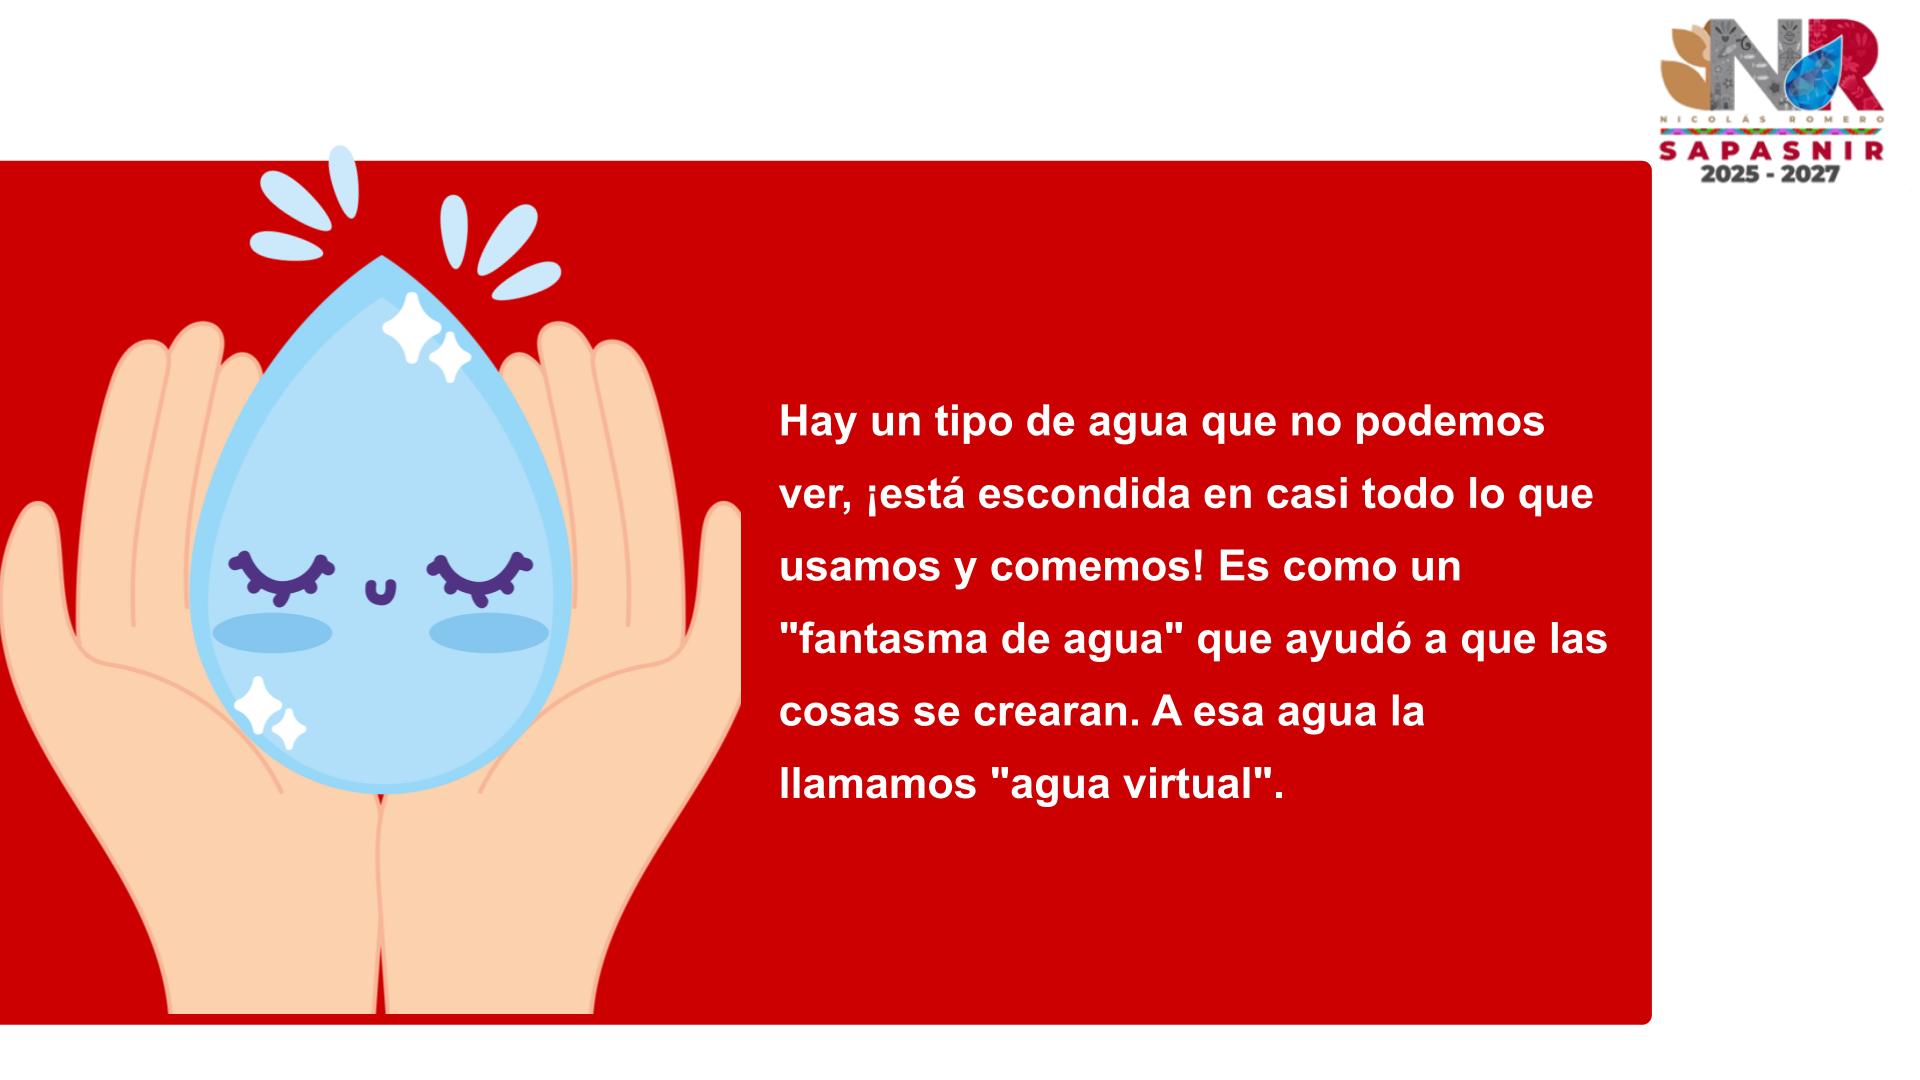 NR
NICOLÁS ROMERO
SAPASNIR
2025 - 2027
Hay un tipo de agua que no podemos
ver, ¡está escondida en casi todo lo que
usamos y comemos! Es como un
"fantasma de agua" que ayudó a que las
cosas se crearan. A esa agua la
llamamos "agua virtual".